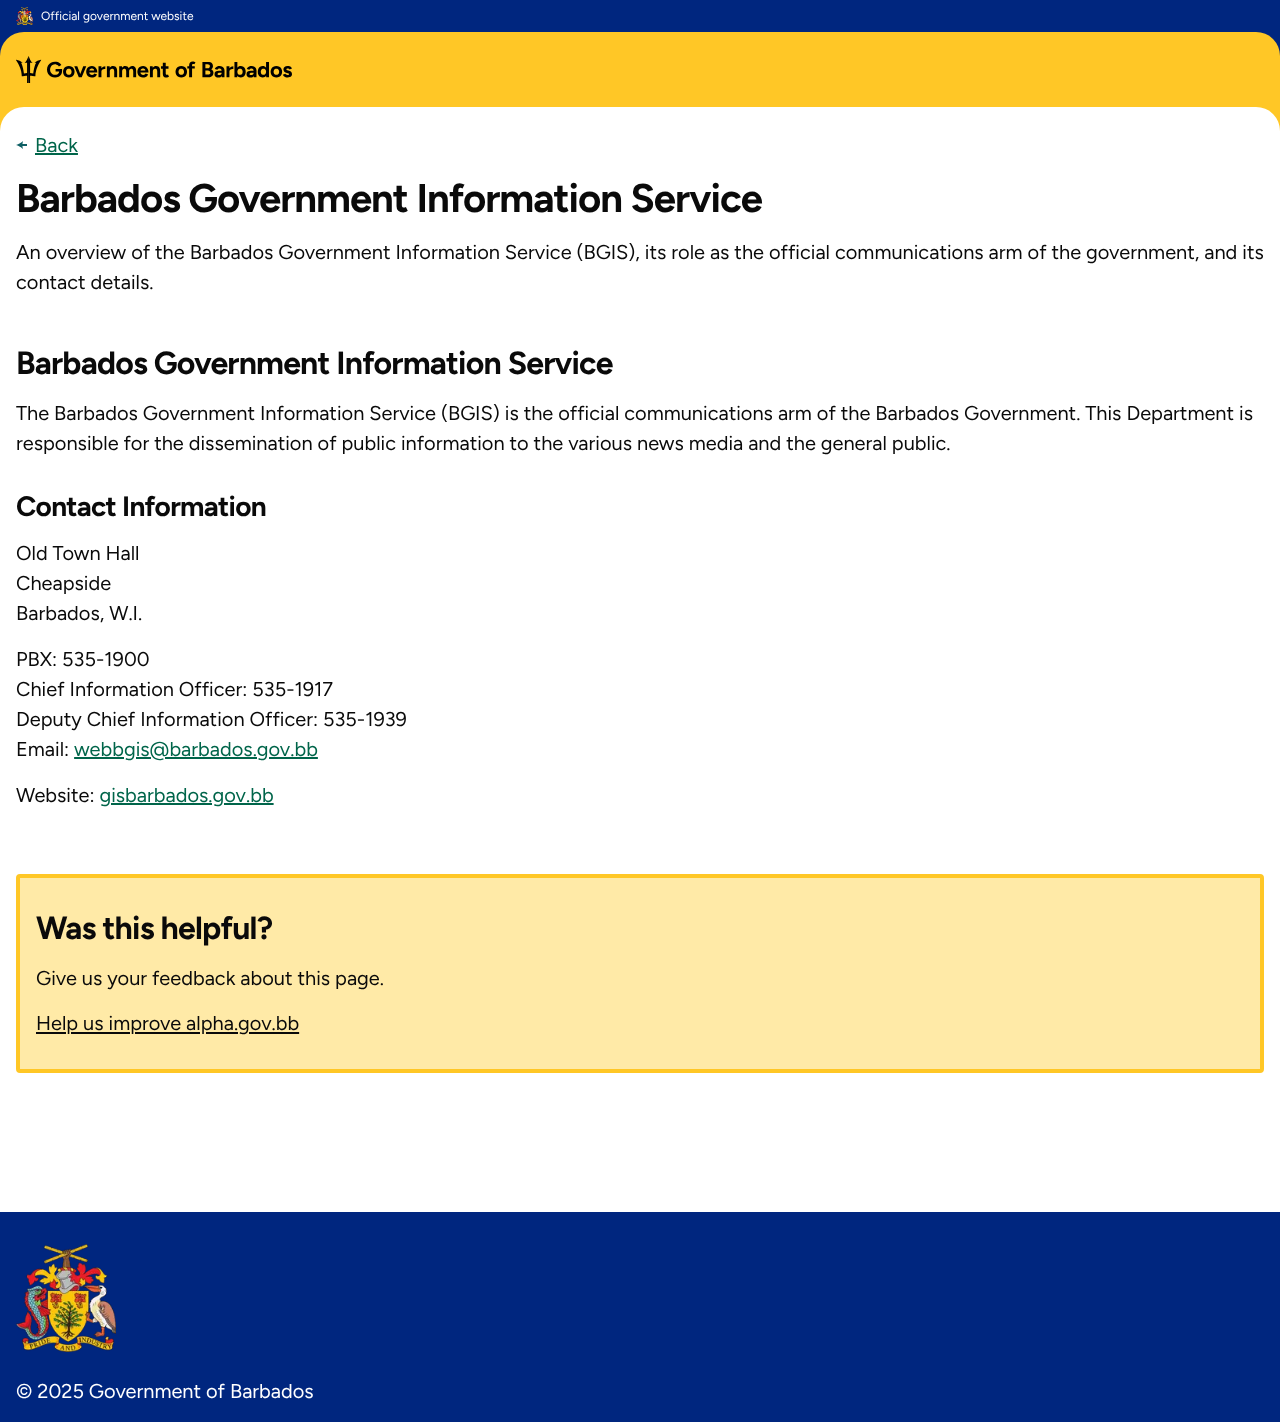 Official government website
Government of Barbados
Back
Barbados Government Information Service
An overview of the Barbados Government Information Service (BGIS), its role as the official communications arm of the government, and its
contact details.
Barbados Government Information Service
The Barbados Government Information Service (BGIS) is the official communications arm of the Barbados Government. This Department is
responsible for the dissemination of public information to the various news media and the general public.
Contact Information
Old Town Hall
Cheapside
Barbados, W.I.
PBX: 535-1900
Chief Information Officer: 535-1917
Deputy Chief Information Officer: 535-1939
Email: webbgis@barbados.gov.bb
Website: gisbarbados.gov.bb
Was this helpful?
Give us your feedback about this page.
Help us improve alpha.gov.bb
PRIDE AND INDUSTRY
© 2025 Government of Barbados